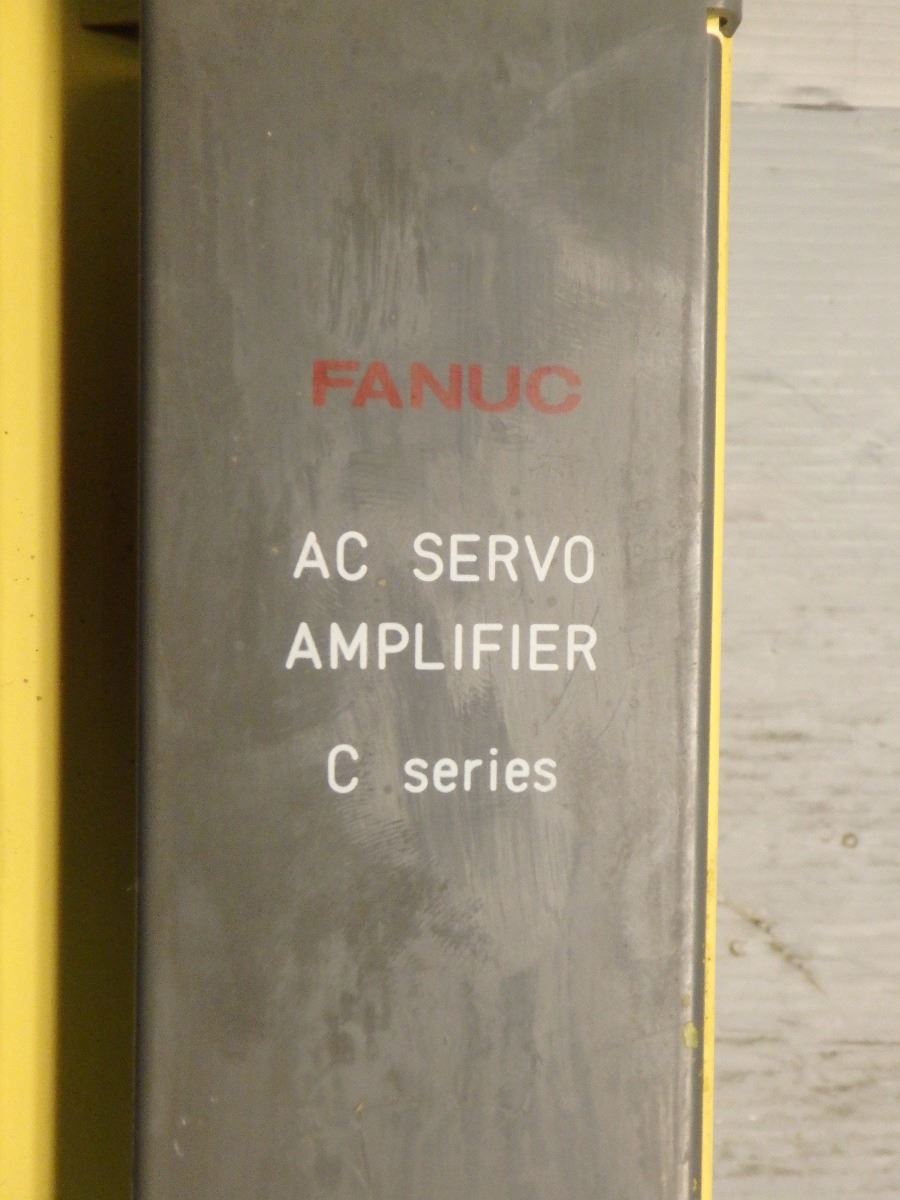 FANUC
AC SERVO
AMPLIFIER
C series